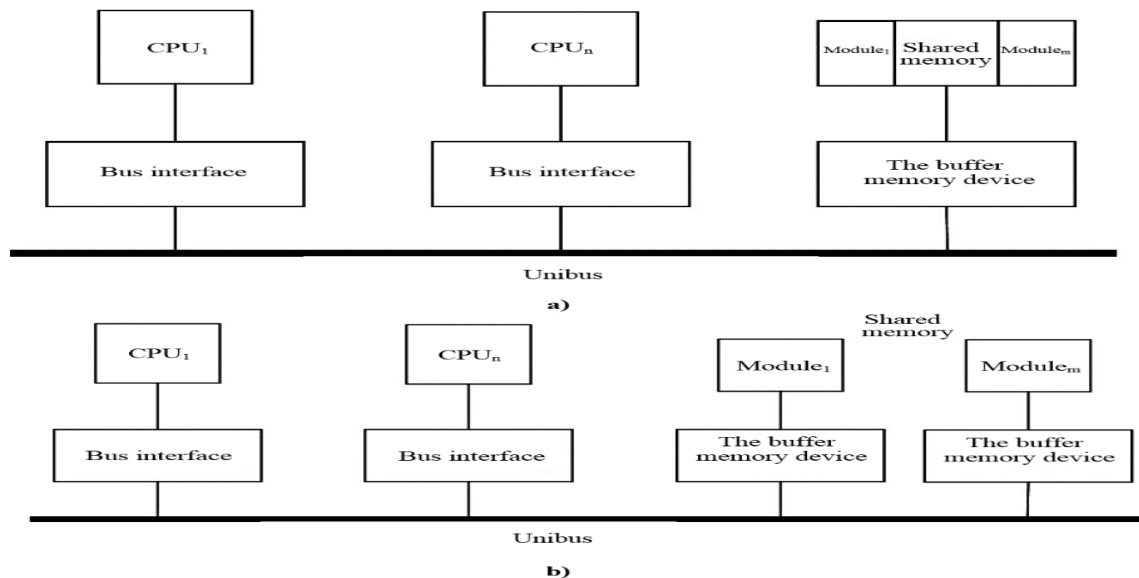 CPU₁
CPUₙ
Module₁
Shared
memory
Moduleₘ
Bus interface
Bus interface
The buffer
memory device
Unibus
a)
Shared
memory
CPU₁
CPUₙ
Module₁
Moduleₘ
Bus interface
Bus interface
The buffer
memory device
The buffer
memory device
Unibus
b)